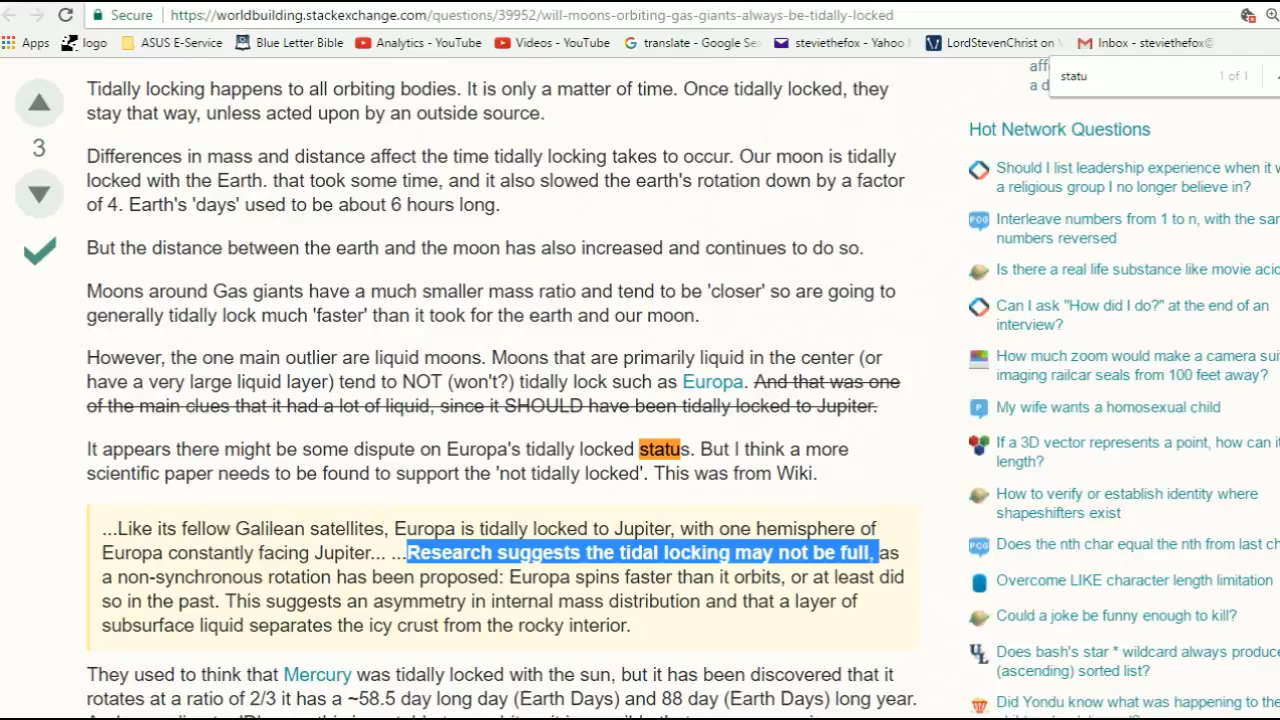 Secure https://worldbuilding.stackexchange.com/questions/39952/will-moons-orbiting-gas-giants-always-be-tidally-locked
Apps logo ASUS E-Service Blue Letter Bible Analytics - YouTube Videos - YouTube translate - Google Se steviethefox - Yahoo LordStevenChrist on Inbox - steviethefox@
statu 1 of 1
aff
a d
Tidally locking happens to all orbiting bodies. It is only a matter of time. Once tidally locked, they
stay that way, unless acted upon by an outside source.
3
Differences in mass and distance affect the time tidally locking takes to occur. Our moon is tidally
locked with the Earth. that took some time, and it also slowed the earth's rotation down by a factor
of 4. Earth's 'days' used to be about 6 hours long.
But the distance between the earth and the moon has also increased and continues to do so.
Moons around Gas giants have a much smaller mass ratio and tend to be 'closer' so are going to
generally tidally lock much 'faster' than it took for the earth and our moon.
However, the one main outlier are liquid moons. Moons that are primarily liquid in the center (or
have a very large liquid layer) tend to NOT (won't?) tidally lock such as Europa. And that was one
of the main clues that it had a lot of liquid, since it SHOULD have been tidally locked to Jupiter.
It appears there might be some dispute on Europa's tidally locked status. But I think a more
scientific paper needs to be found to support the 'not tidally locked'. This was from Wiki.
...Like its fellow Galilean satellites, Europa is tidally locked to Jupiter, with one hemisphere of
Europa constantly facing Jupiter... ...Research suggests the tidal locking may not be full, as
a non-synchronous rotation has been proposed: Europa spins faster than it orbits, or at least did
so in the past. This suggests an asymmetry in internal mass distribution and that a layer of
subsurface liquid separates the icy crust from the rocky interior.
They used to think that Mercury was tidally locked with the sun, but it has been discovered that it
rotates at a ratio of 2/3 it has a ~58.5 day long day (Earth Days) and 88 day (Earth Days) long year.
Hot Network Questions
Should I list leadership experience when it w
a religious group I no longer believe in?
PCG
Interleave numbers from 1 to n, with the sar
numbers reversed
Is there a real life substance like movie acid
Can I ask "How did I do?" at the end of an
interview?
How much zoom would make a camera sui
imaging railcar seals from 100 feet away?
P
My wife wants a homosexual child
If a 3D vector represents a point, how can it
length?
How to verify or establish identity where
shapeshifters exist
PCG
Does the nth char equal the nth from last ch
Overcome LIKE character length limitation
Could a joke be funny enough to kill?
UL
Does bash's star * wildcard always produce
(ascending) sorted list?
Did Yondu know what was happening to the